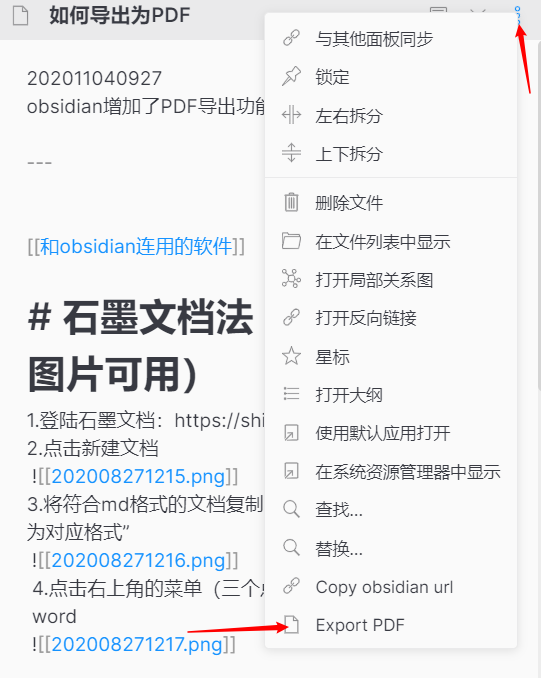 如何导出为PDF
202011040927
obsidian增加了PDF导出功能
---
[[和obsidian连用的软件]]
# 石墨文档法
图片可用）
1.登陆石墨文档：https://shi
2.点击新建文档
![[202008271215.png]]
3.将符合md格式的文档复制
为对应格式”
![[202008271216.png]]
4.点击右上角的菜单（三个点
word
![[202008271217.png]]
与其他面板同步
锁定
左右拆分
上下拆分
删除文件
在文件列表中显示
打开局部关系图
打开反向链接
星标
打开大纲
使用默认应用打开
在系统资源管理器中显示
查找...
替换...
Copy obsidian url
Export PDF